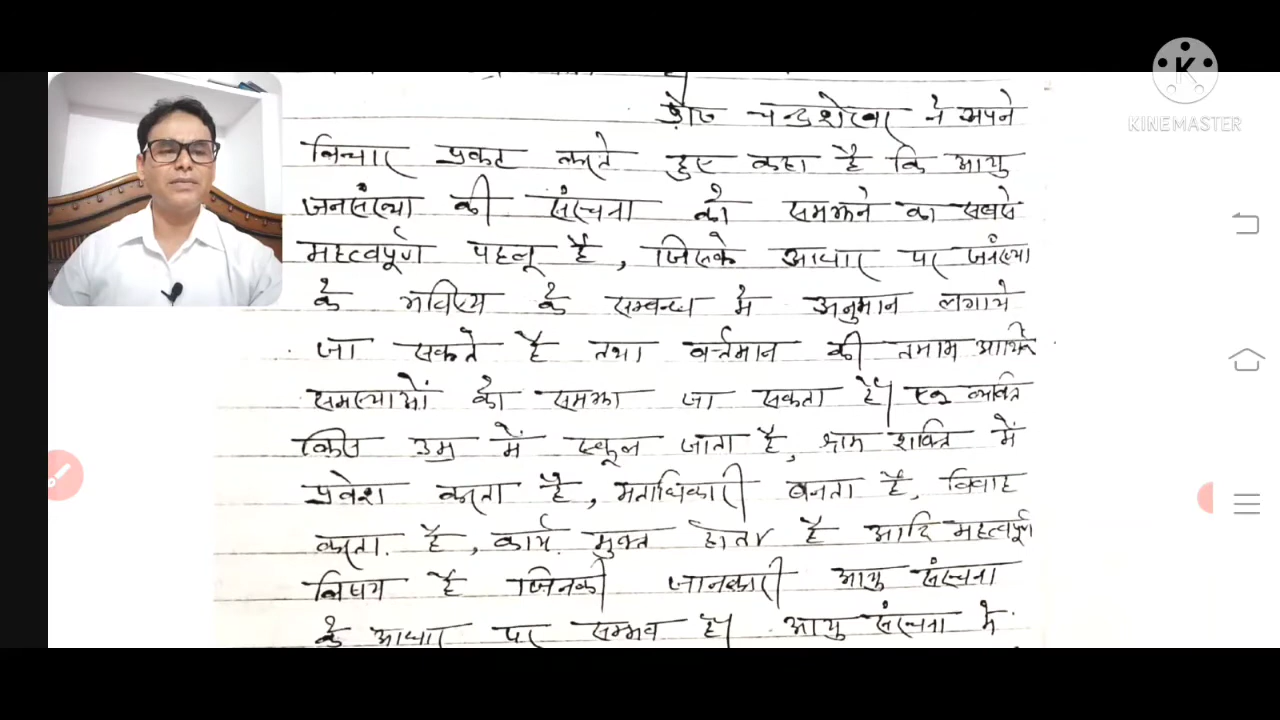 KINEMASTER
चन्द्रशेखर ने अपने
विचार प्रकट करते हुए कहा है कि आयु
जनसंख्या की संरचना को समझने का सबसे
महत्वपूर्ण पहलू है, जिसके आधार पर जनसंख्या
के भविष्य के सम्बन्ध मे अनुमान लगाये
जा सकते है तथा वर्तमान की तमाम आर्थिक
समस्याओं को समझा जा सकता है। एक व्यक्ति
किस उम्र में स्कूल जाता है, श्रम शक्ति में
प्रवेश करता है, मताधिकारी बनता है, विवाह
करता है, कार्य मुक्त होता है आदि महत्वपूर्ण
विषय है जिनकी जानकारी आयु संरचना
के आधार पर सम्भव है। आयु संरचना मे